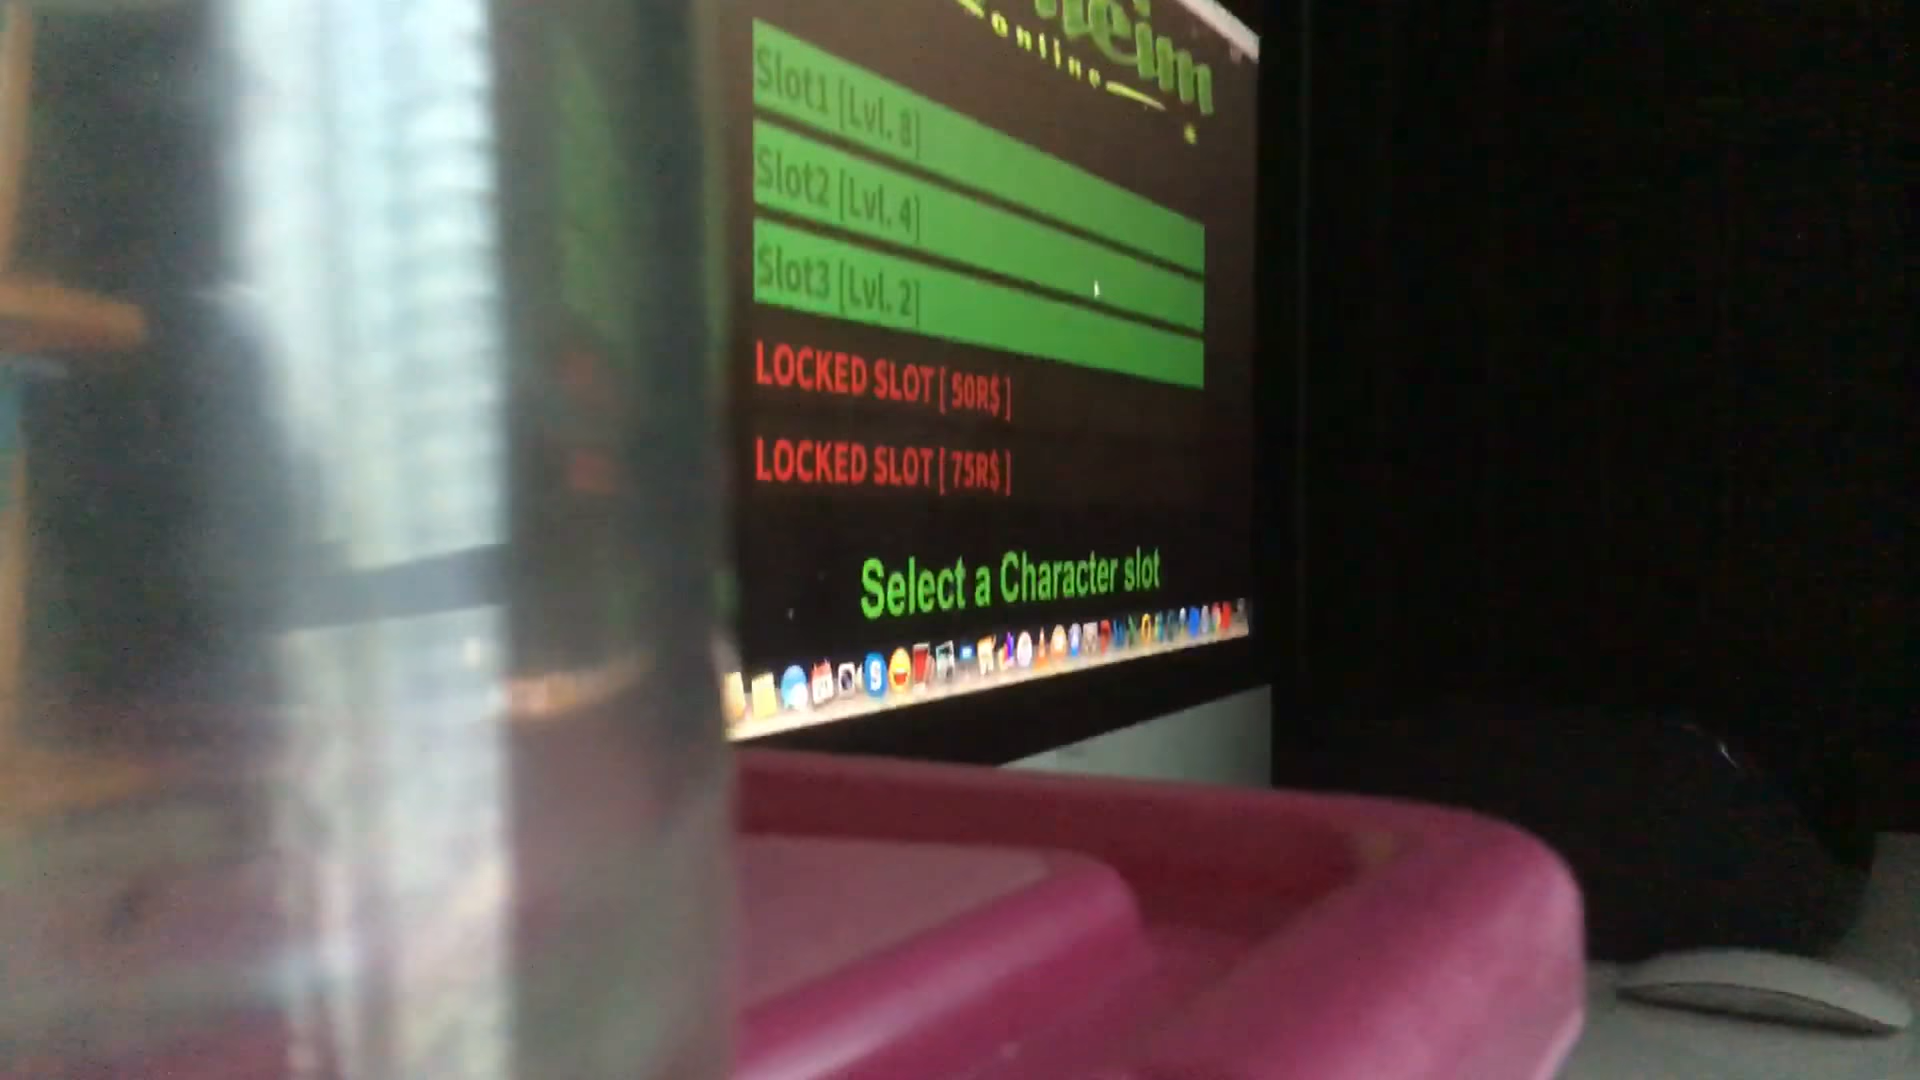 online
Slot1 [Lvl. 8]
Slot2 [Lvl. 4]
Slot3 [Lvl. 2]
LOCKED SLOT [ 50R$ ]
LOCKED SLOT [ 75R$ ]
Select a Character slot